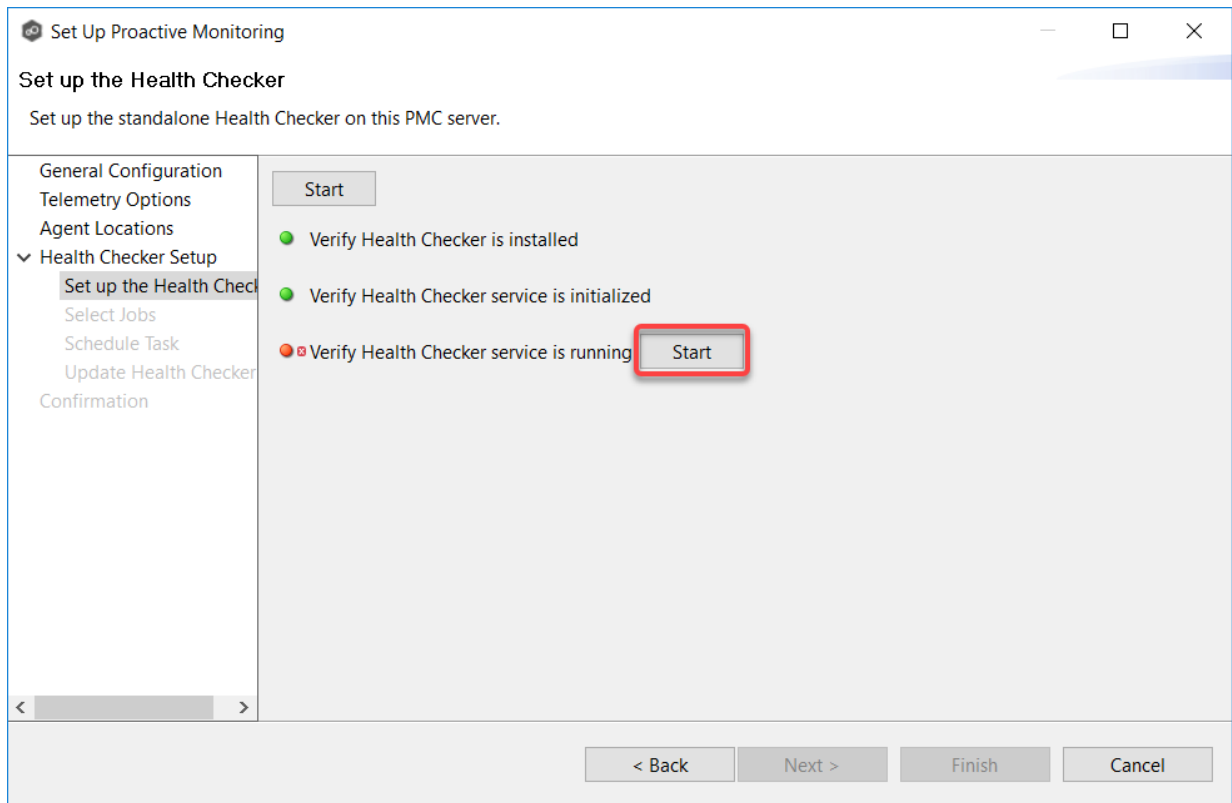 Set Up Proactive Monitoring
Set up the Health Checker
Set up the standalone Health Checker on this PMC server.
General Configuration
Telemetry Options
Agent Locations
Health Checker Setup
Set up the Health Check
Select Jobs
Schedule Task
Update Health Checker
Confirmation
Start
Verify Health Checker is installed
Verify Health Checker service is initialized
Verify Health Checker service is running Start
< Back Next > Finish Cancel